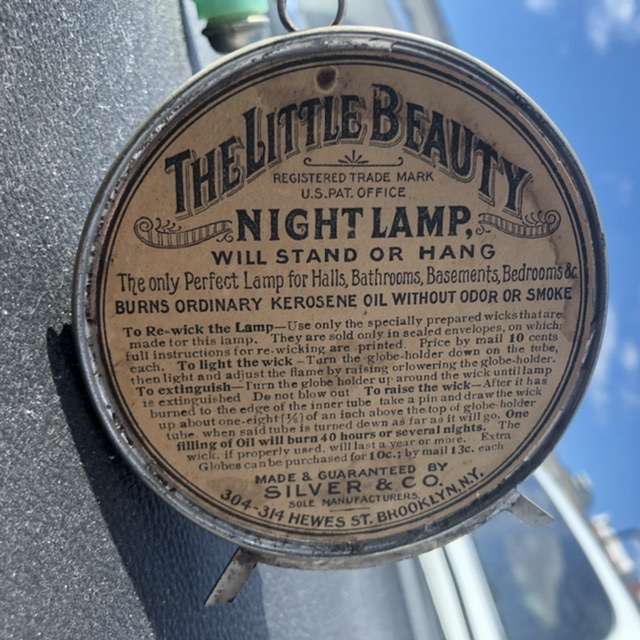 THE LITTLE BEAUTY
REGISTERED TRADE MARK
U.S. PAT. OFFICE
NIGHT LAMP,
WILL STAND OR HANG
The only Perfect Lamp for Halls, Bathrooms, Basements, Bedrooms &c
BURNS ORDINARY KEROSENE OIL WITHOUT ODOR OR SMOKE
To Re-wick the Lamp—Use only the specially prepared wicks that are
made for this lamp. They are sold only in sealed envelopes, on which
full instructions for re-wicking are printed. Price by mail 10 cents
each. To light the wick—Turn the globe-holder down on the tube,
then light and adjust the flame by raising or lowering the globe-holder.
To extinguish—Turn the globe holder up around the wick until lamp
is extinguished Do not blow out To raise the wick—After it has
burned to the edge of the inner tube take a pin and draw the wick
up about one-eight (⅛) of an inch above the top of globe-holder
tube when said tube is turned down as far as it will go. One
filling of Oil will burn 40 hours or several nights. The
wick, if properly used, will last a year or more. Extra
Globes can be purchased for 10c.; by mail 13c. each
MADE & GUARANTEED BY
SILVER & CO.
SOLE MANUFACTURERS
304-314 HEWES ST. BROOKLYN, N.Y.